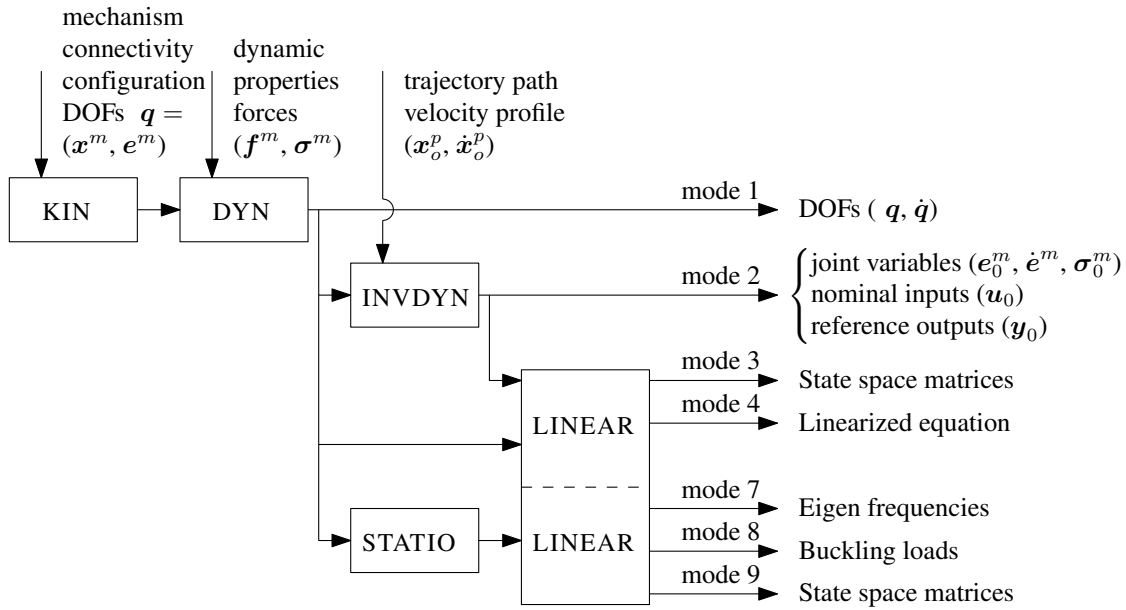 mechanism
connectivity
configuration
DOFs q =
(x^m, e^m)
dynamic
properties
forces
(f^m, σ^m)
trajectory path
velocity profile
(x_o^p, ẋ_o^p)
KIN
DYN
mode 1
DOFs ( q, q̇)
INVDYN
mode 2
joint variables (e_0^m, ė^m, σ_0^m)
nominal inputs (u_0)
reference outputs (y_0)
mode 3
State space matrices
LINEAR
mode 4
Linearized equation
mode 7
Eigen frequencies
STATIO
LINEAR
mode 8
Buckling loads
mode 9
State space matrices